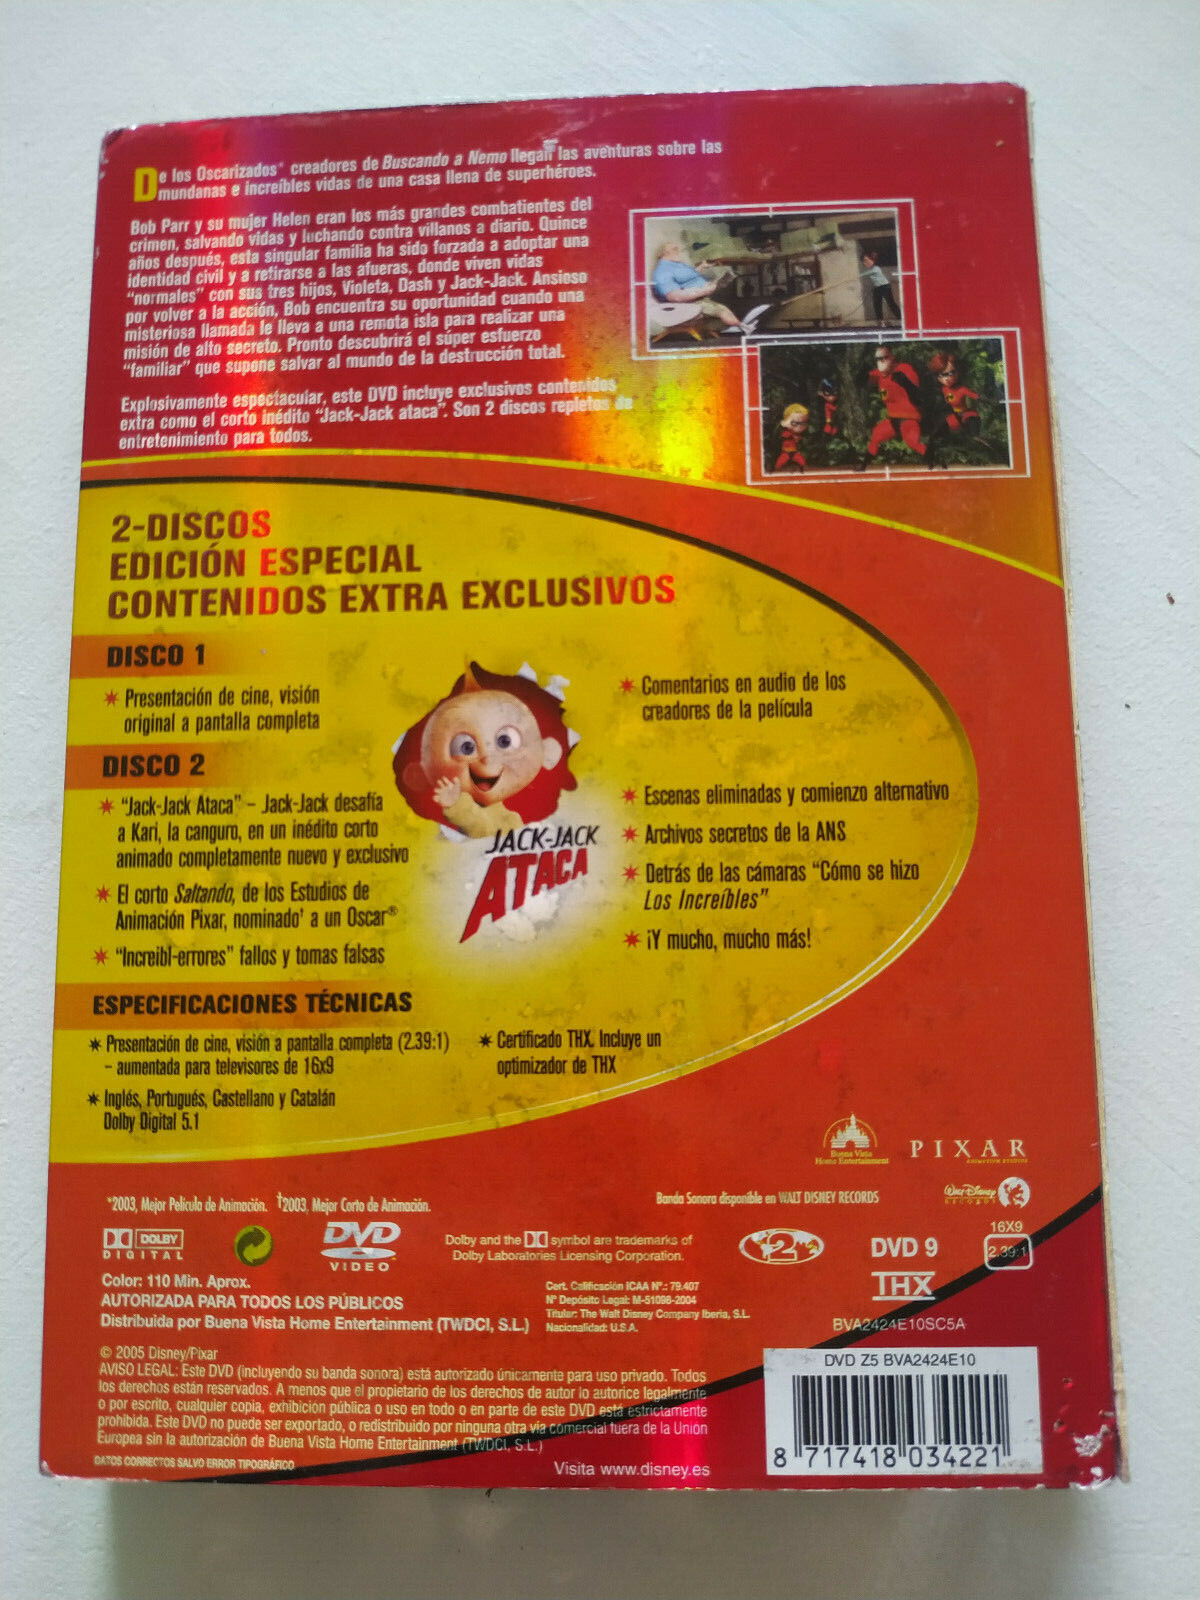 De los Oscarizados* creadores de Buscando a Nemo llegan las aventuras sobre las
mundanas e increíbles vidas de una casa llena de superhéroes.
Bob Parr y su mujer Helen eran los más grandes combatientes del
crimen, salvando vidas y luchando contra villanos a diario. Quince
años después, esta singular familia ha sido forzada a adoptar una
identidad civil y a retirarse a las afueras, donde viven vidas
"normales" con sus tres hijos, Violeta, Dash y Jack-Jack. Ansioso
por volver a la acción, Bob encuentra su oportunidad cuando una
misteriosa llamada le lleva a una remota isla para realizar una
misión de alto secreto. Pronto descubrirá el súper esfuerzo
"familiar" que supone salvar al mundo de la destrucción total.
Explosivamente espectacular, este DVD incluye exclusivos contenidos
extra como el corto inédito "Jack-Jack ataca". Son 2 discos repletos de
entretenimiento para todos.
2-DISCOS
EDICIÓN ESPECIAL
CONTENIDOS EXTRA EXCLUSIVOS
DISCO 1
Presentación de cine, visión
original a pantalla completa
Comentarios en audio de los
creadores de la película
DISCO 2
"Jack-Jack Ataca" – Jack-Jack desafía
a Kari, la canguro, en un inédito corto
animado completamente nuevo y exclusivo
El corto Saltando, de los Estudios de
Animación Pixar, nominado† a un Oscar®
"Increibl-errores" fallos y tomas falsas
JACK-JACK
ATACA
Escenas eliminadas y comienzo alternativo
Archivos secretos de la ANS
Detrás de las cámaras "Cómo se hizo
Los Increíbles"
¡Y mucho, mucho más!
ESPECIFICACIONES TÉCNICAS
Presentación de cine, visión a pantalla completa (2.39:1)
– aumentada para televisores de 16x9
Inglés, Portugués, Castellano y Catalán
Dolby Digital 5.1
Certificado THX. Incluye un
optimizador de THX
Buena Vista
Home Entertainment
PIXAR
ANIMATION STUDIOS
*2003, Mejor Película de Animación. †2003, Mejor Corto de Animación.
Banda Sonora disponible en WALT DISNEY RECORDS
Walt Disney
RECORDS
DOLBY
DIGITAL
DVD
VIDEO
Dolby and the DD symbol are trademarks of
Dolby Laboratories Licensing Corporation.
2
DVD 9
THX
16X9
2.39:1
BVA2424E10SC5A
Color: 110 Min. Aprox.
AUTORIZADA PARA TODOS LOS PÚBLICOS
Distribuida por Buena Vista Home Entertainment (TWDCI, S.L.)
Cert. Calificación ICAA Nº.: 79.407
Nº Depósito Legal: M-51098-2004
Titular: The Walt Disney Company Iberia, S.L.
Nacionalidad: U.S.A.
© 2005 Disney/Pixar
AVISO LEGAL: Este DVD (incluyendo su banda sonora) está autorizado únicamente para uso privado. Todos
los derechos están reservados. A menos que el propietario de los derechos de autor lo autorice legalmente
o por escrito, cualquier copia, exhibición pública o uso en todo o en parte de este DVD está estrictamente
prohibida. Este DVD no puede ser exportado, o redistribuido por ninguna otra vía comercial fuera de la Unión
Europea sin la autorización de Buena Vista Home Entertainment (TWDCI, S.L.)
DATOS CORRECTOS SALVO ERROR TIPOGRÁFICO
Visita www.disney.es
DVD Z5 BVA2424E10
8 717418 034221